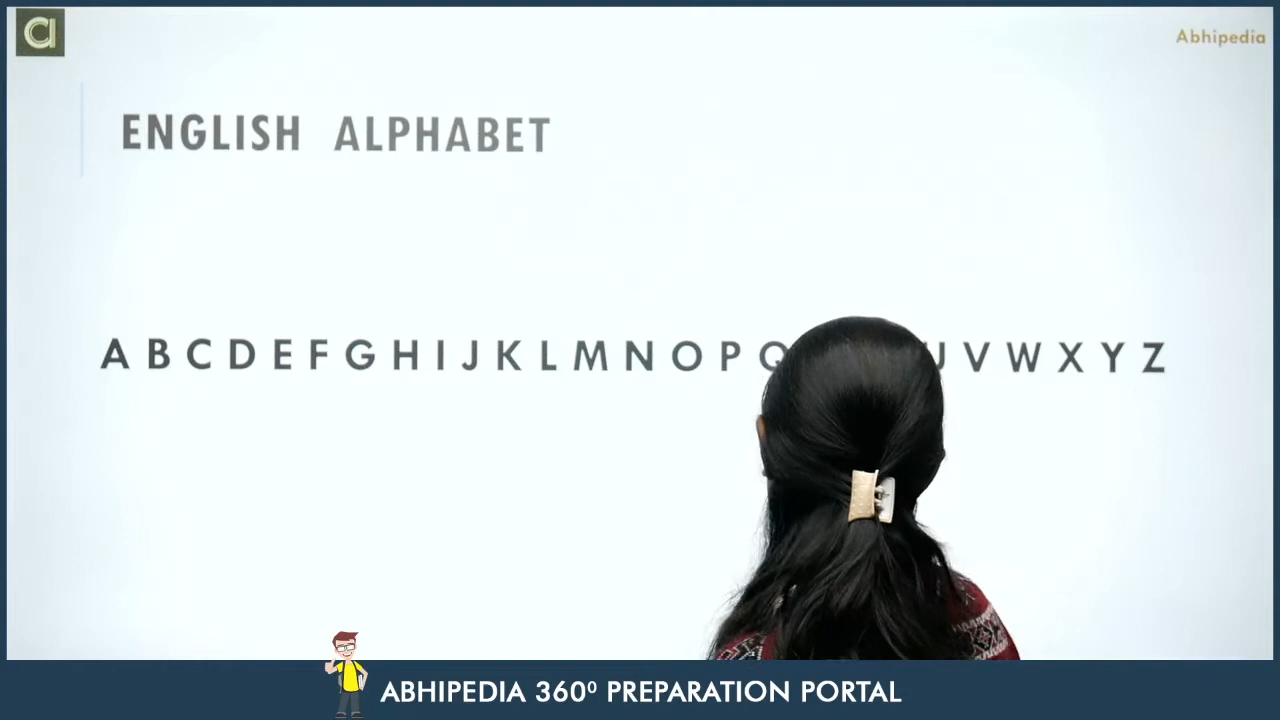 Abhipedia
ENGLISH ALPHABET
A B C D E F G H I J K L M N O P Q U V W X Y Z
ABHIPEDIA 360⁰ PREPARATION PORTAL